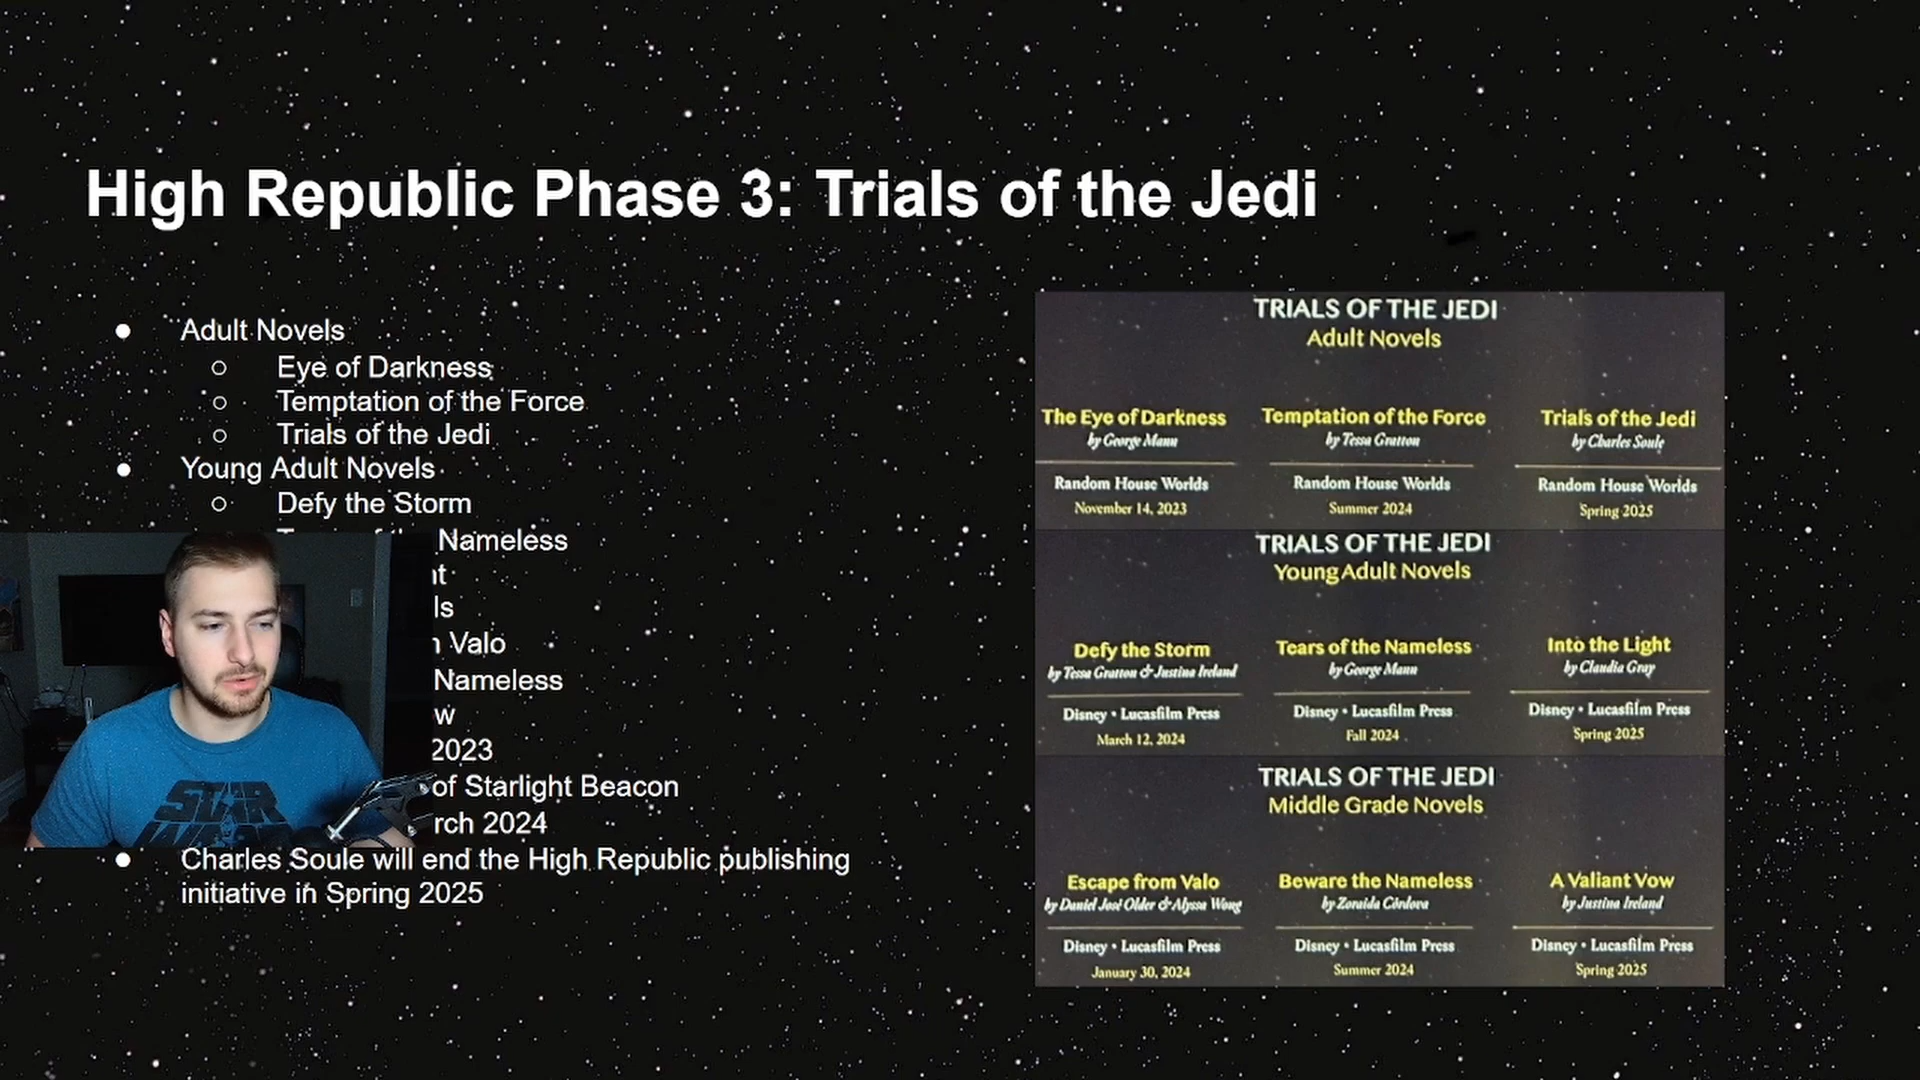 High Republic Phase 3: Trials of the Jedi
● Adult Novels
○ Eye of Darkness
○ Temptation of the Force
○ Trials of the Jedi
● Young Adult Novels
○ Defy the Storm
Nameless
nt
ls
n Valo
Nameless
w
2023
of Starlight Beacon
rch 2024
● Charles Soule will end the High Republic publishing
initiative in Spring 2025
STAR
WARS
TRIALS OF THE JEDI
Adult Novels
The Eye of Darkness
by George Mann
Random House Worlds
November 14, 2023
Temptation of the Force
by Tessa Gratton
Random House Worlds
Summer 2024
Trials of the Jedi
by Charles Soule
Random House Worlds
Spring 2025
TRIALS OF THE JEDI
Young Adult Novels
Defy the Storm
by Tessa Gratton & Justina Ireland
Disney • Lucasfilm Press
March 12, 2024
Tears of the Nameless
by George Mann
Disney • Lucasfilm Press
Fall 2024
Into the Light
by Claudia Gray
Disney • Lucasfilm Press
Spring 2025
TRIALS OF THE JEDI
Middle Grade Novels
Escape from Valo
by Daniel José Older & Alyssa Wong
Disney • Lucasfilm Press
January 30, 2024
Beware the Nameless
by Zoraida Córdova
Disney • Lucasfilm Press
Summer 2024
A Valiant Vow
by Justina Ireland
Disney • Lucasfilm Press
Spring 2025